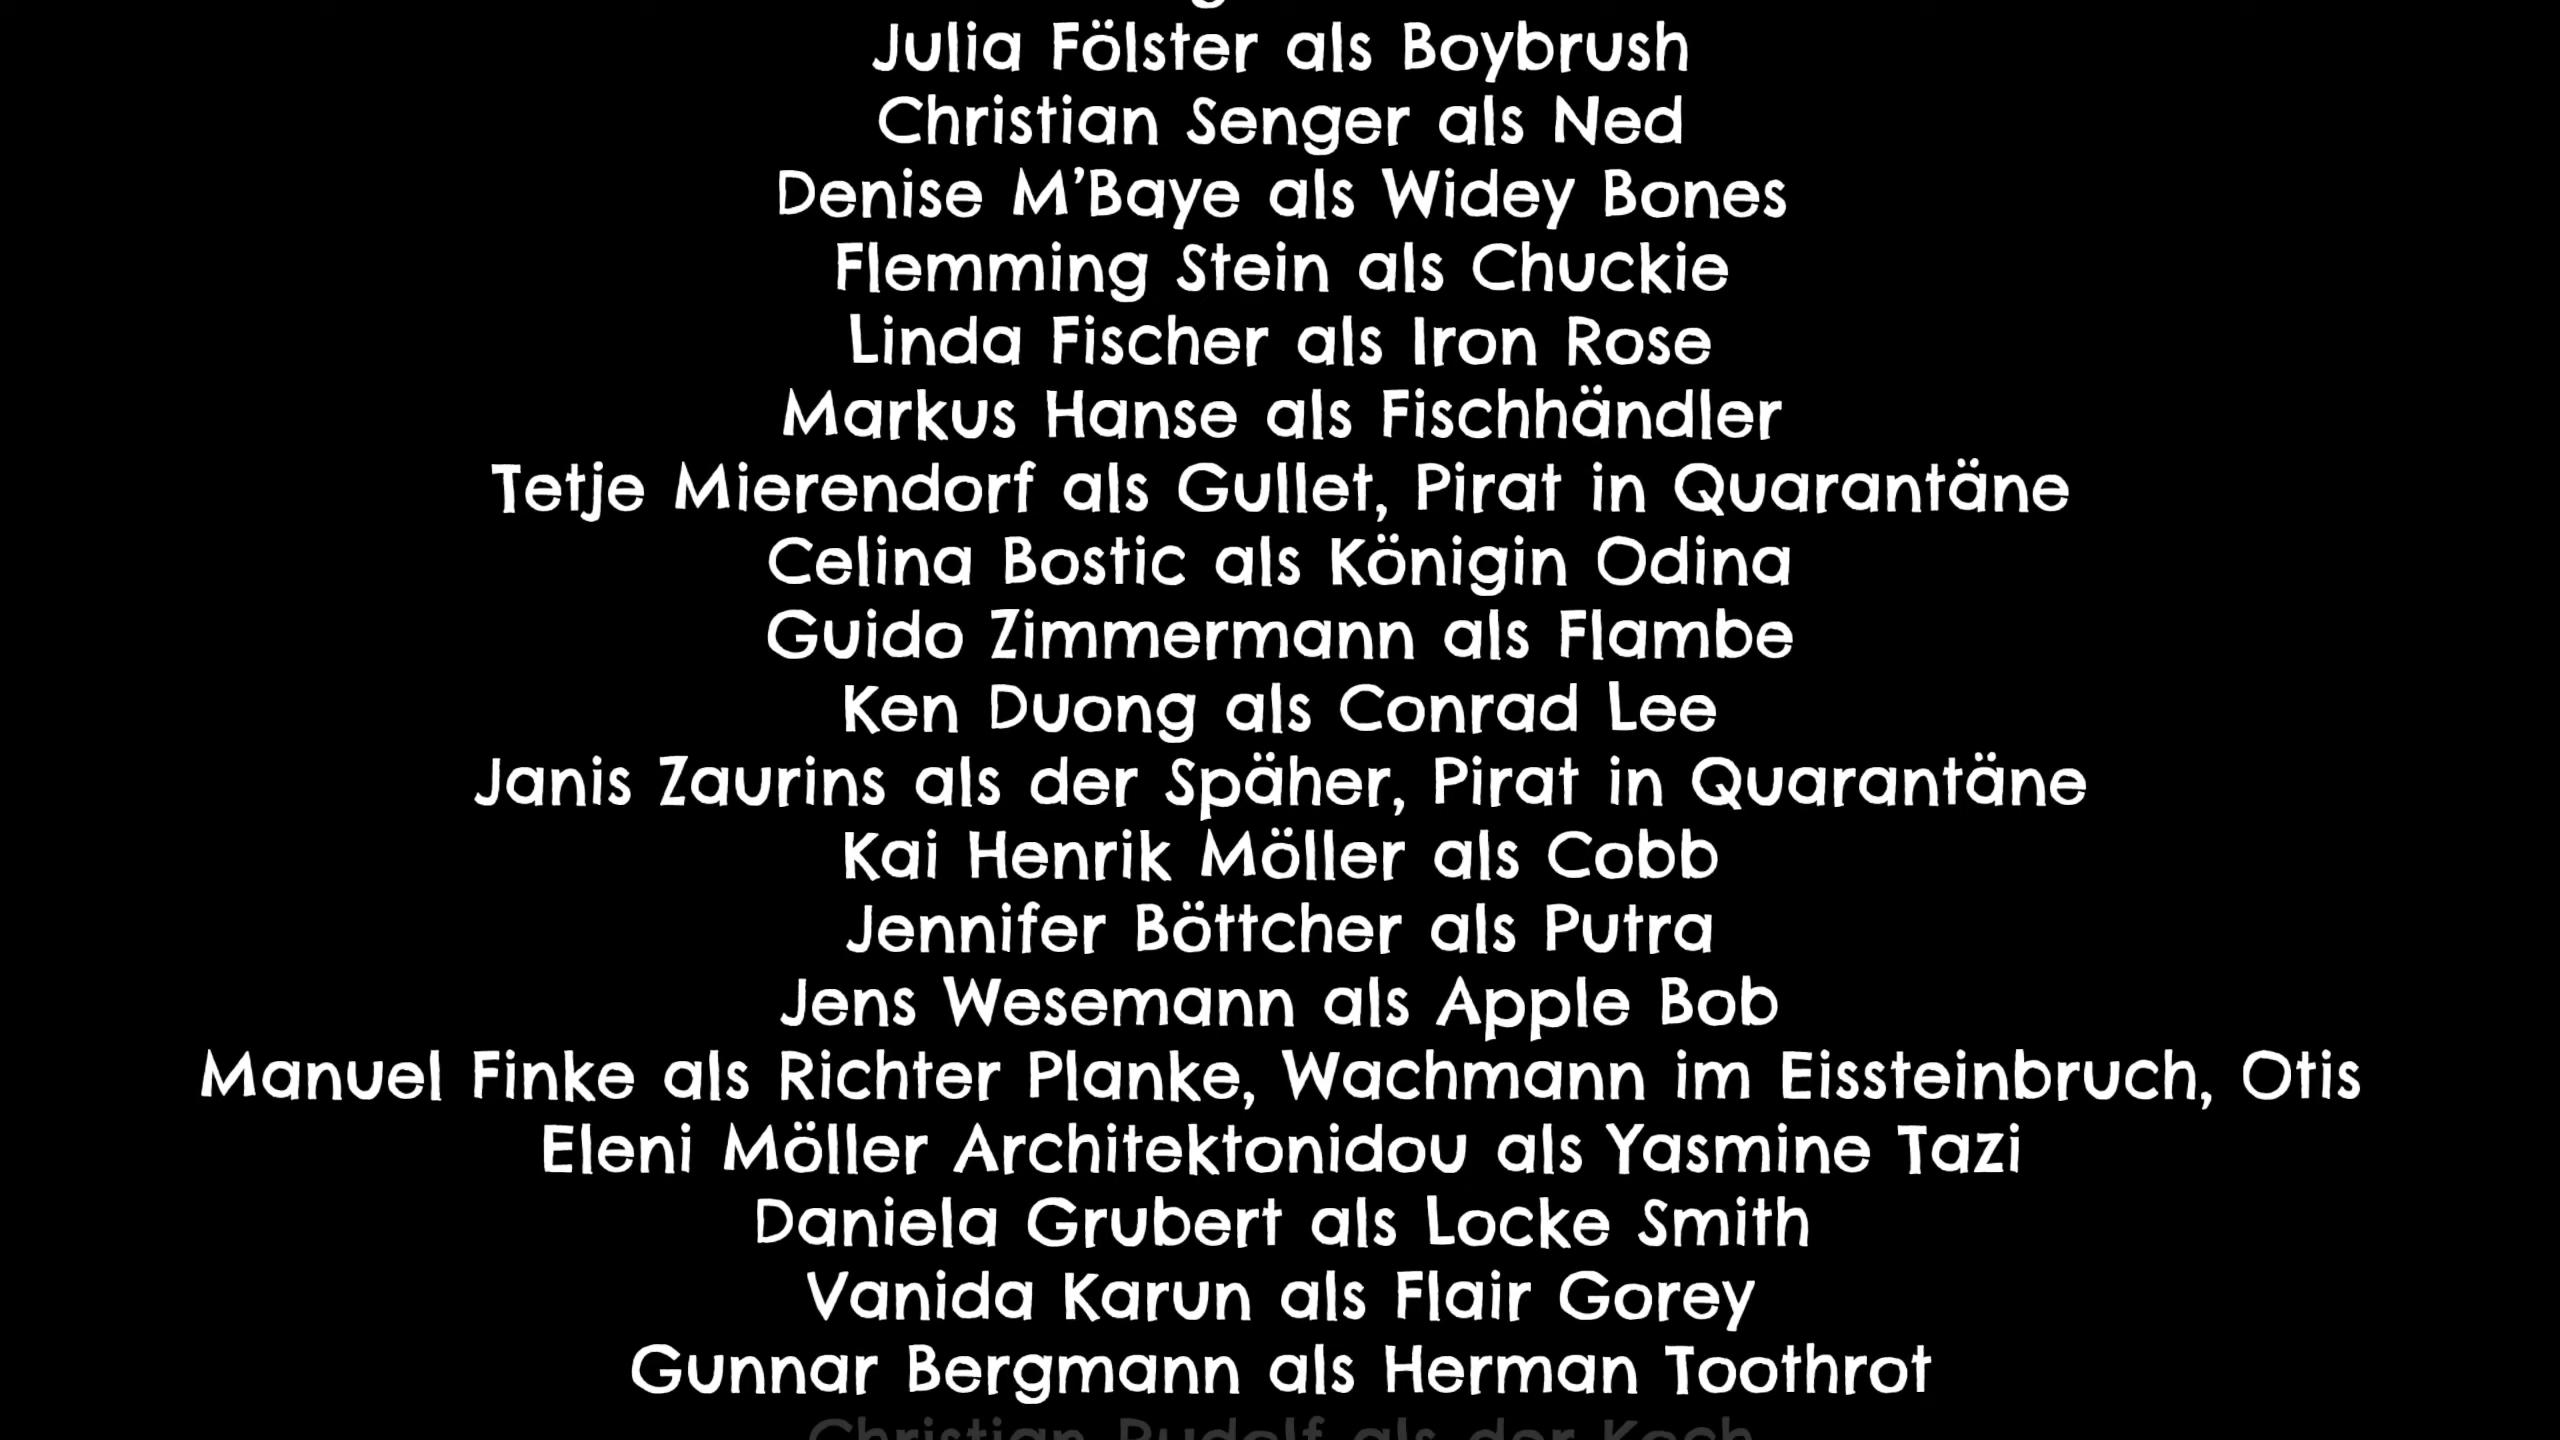 Julia Fölster als Boybrush
Christian Senger als Ned
Denise M’Baye als Widey Bones
Flemming Stein als Chuckie
Linda Fischer als Iron Rose
Markus Hanse als Fischhändler
Tetje Mierendorf als Gullet, Pirat in Quarantäne
Celina Bostic als Königin Odina
Guido Zimmermann als Flambe
Ken Duong als Conrad Lee
Janis Zaurins als der Späher, Pirat in Quarantäne
Kai Henrik Möller als Cobb
Jennifer Böttcher als Putra
Jens Wesemann als Apple Bob
Manuel Finke als Richter Planke, Wachmann im Eissteinbruch, Otis
Eleni Möller Architektonidou als Yasmine Tazi
Daniela Grubert als Locke Smith
Vanida Karun als Flair Gorey
Gunnar Bergmann als Herman Toothrot
Christian Rudolf als der Koch